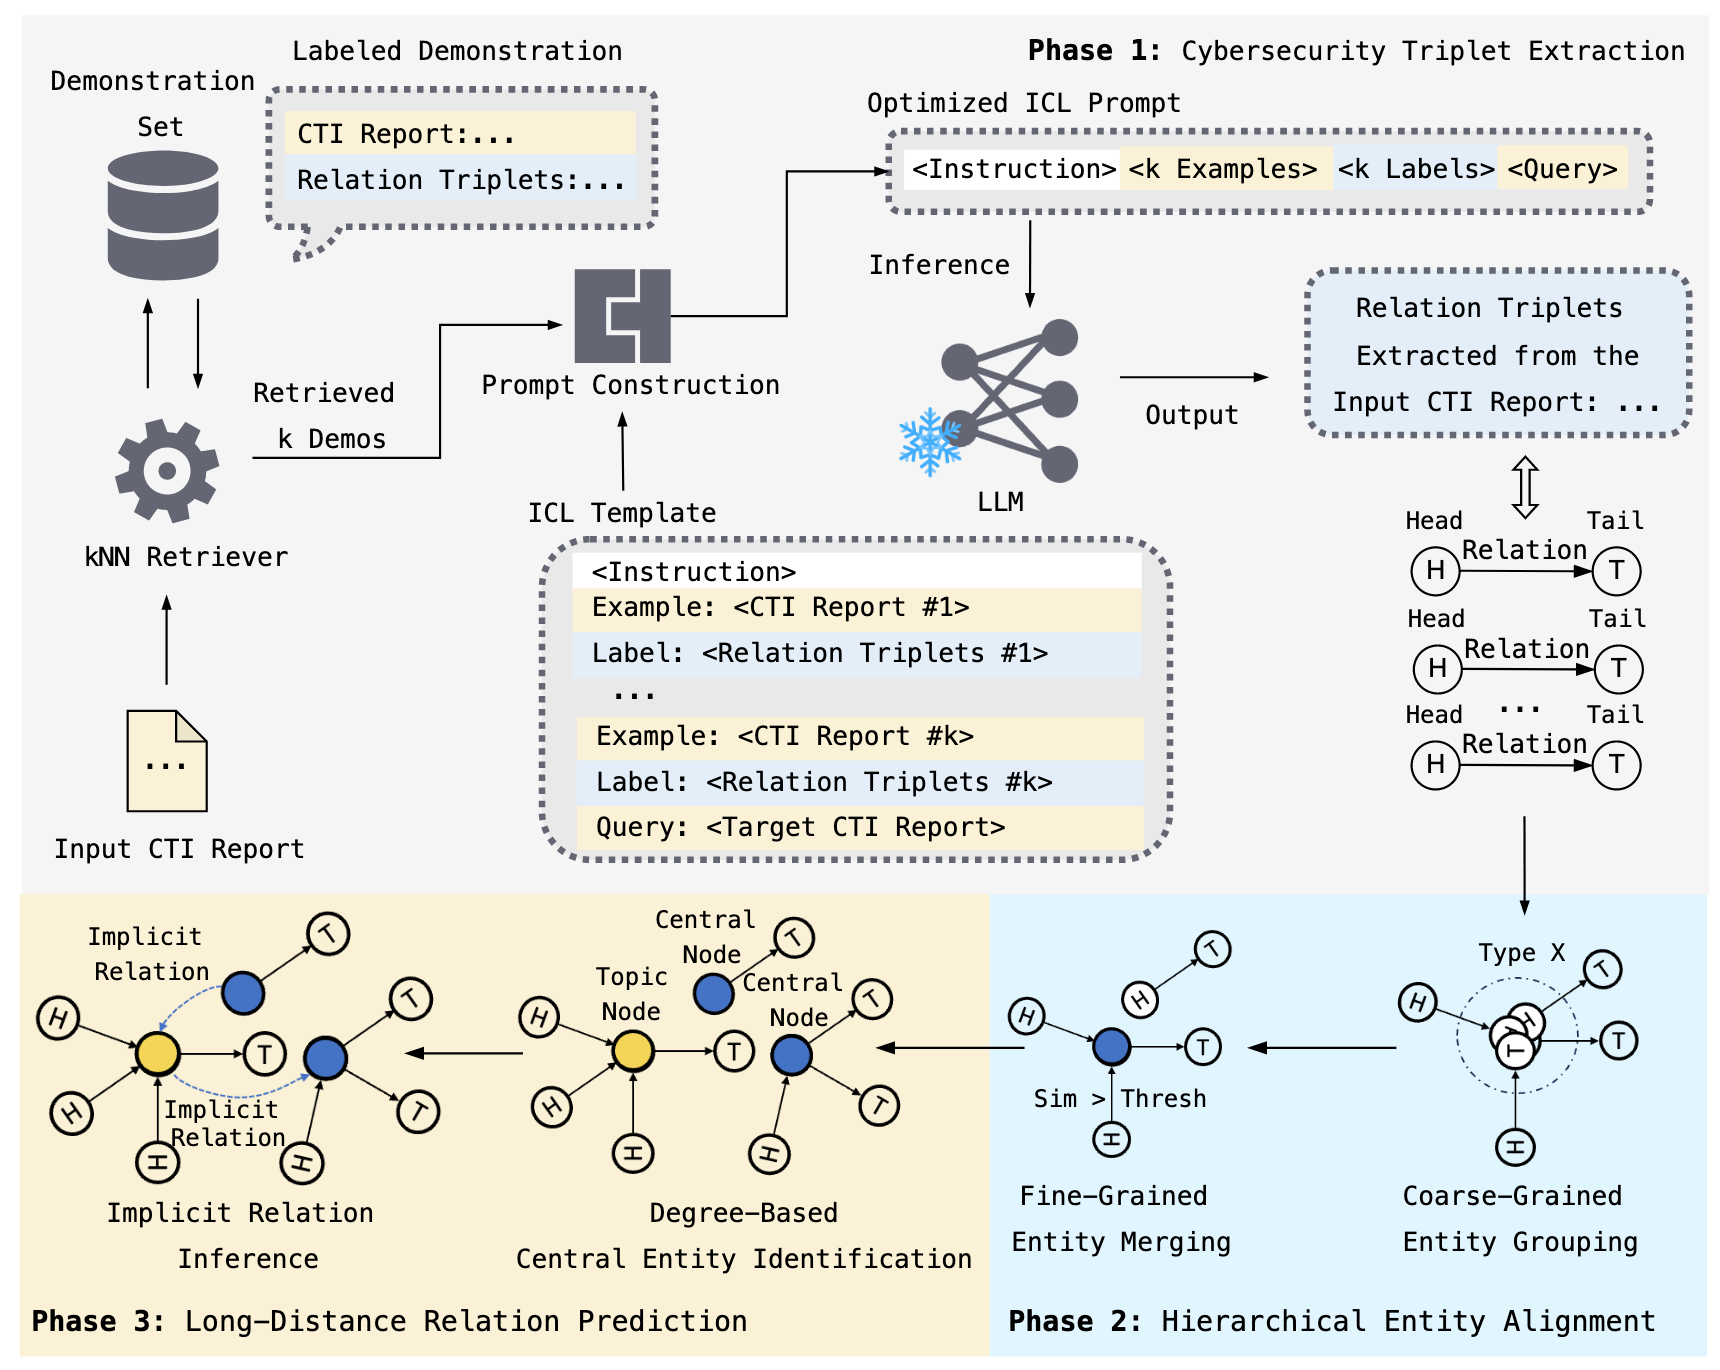 Phase 1: Cybersecurity Triplet Extraction
Labeled Demonstration
Demonstration
Set
CTI Report:...
Relation Triplets:...
Optimized ICL Prompt
<Instruction> <k Examples> <k Labels> <Query>
Inference
Retrieved
k Demos
Prompt Construction
kNN Retriever
Input CTI Report
...
ICL Template
<Instruction>
Example: <CTI Report #1>
Label: <Relation Triplets #1>
...
Example: <CTI Report #k>
Label: <Relation Triplets #k>
Query: <Target CTI Report>
LLM
Output
Relation Triplets
Extracted from the
Input CTI Report: ...
Head Tail
Relation
H T
Head Tail
Relation
H T
...
Head Tail
Relation
H T
Type X
H T
H T T
T
H
Coarse-Grained
Entity Grouping
T
H
H
T
Sim > Thresh
H
Fine-Grained
Entity Merging
Phase 2: Hierarchical Entity Alignment
Central
Node
T
Topic
Node
Central
Node
H
T
T
H
T
H
H
Degree-Based
Central Entity Identification
Implicit
Relation
T
H
T
T
H
T
Implicit
Relation
H
H
Implicit Relation
Inference
Phase 3: Long-Distance Relation Prediction